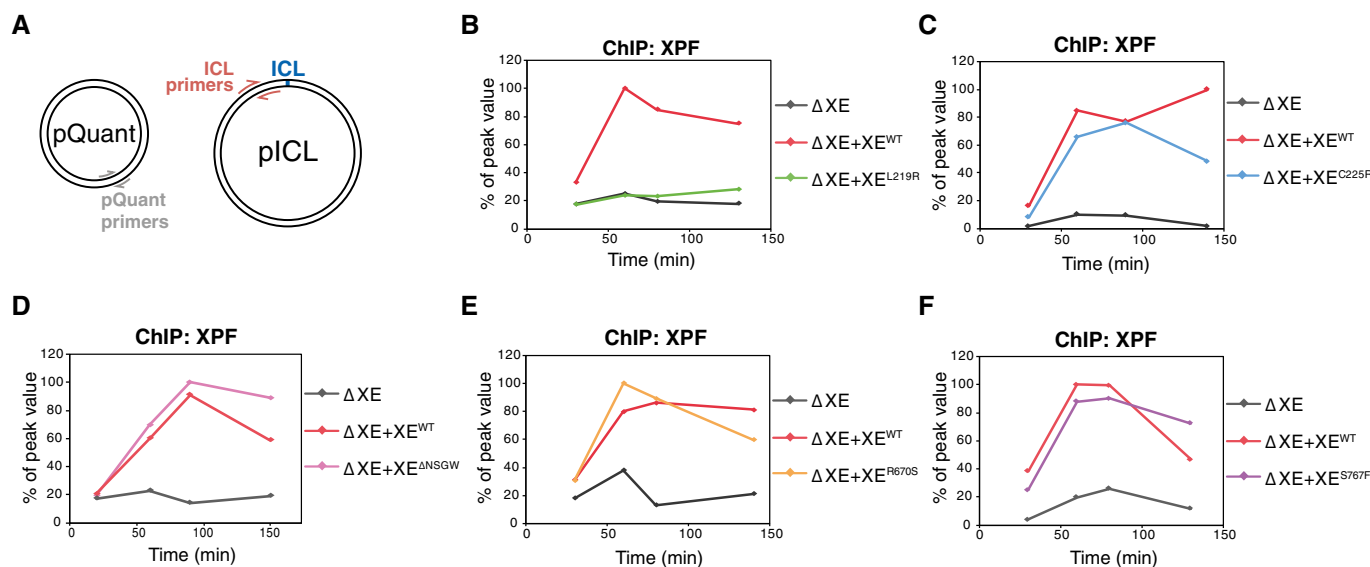 A
pQuant
pQuant
primers
ICL
primers
ICL
pICL
B
ChIP: XPF
% of peak value
120
100
80
60
40
20
0
0 50 100 150
Time (min)
ΔXE
ΔXE+XE^WT
ΔXE+XE^L219R
C
ChIP: XPF
% of peak value
120
100
80
60
40
20
0
0 50 100 150
Time (min)
ΔXE
ΔXE+XE^WT
ΔXE+XE^C225R
D
ChIP: XPF
% of peak value
120
100
80
60
40
20
0
0 50 100 150
Time (min)
ΔXE
ΔXE+XE^WT
ΔXE+XE^ΔNSGW
E
ChIP: XPF
% of peak value
120
100
80
60
40
20
0
0 50 100 150
Time (min)
ΔXE
ΔXE+XE^WT
ΔXE+XE^R670S
F
ChIP: XPF
% of peak value
120
100
80
60
40
20
0
0 50 100 150
Time (min)
ΔXE
ΔXE+XE^WT
ΔXE+XE^S767F